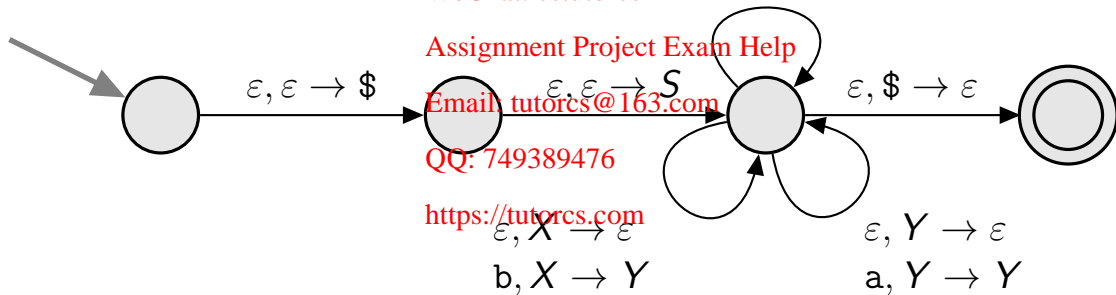 Assignment Project Exam Help
ε, ε → $
ε, ε → S
ε, $ → ε
Email: tutorcs@163.com
QQ: 749389476
https://tutorcs.com
ε, X → ε
b, X → Y
ε, Y → ε
a, Y → Y